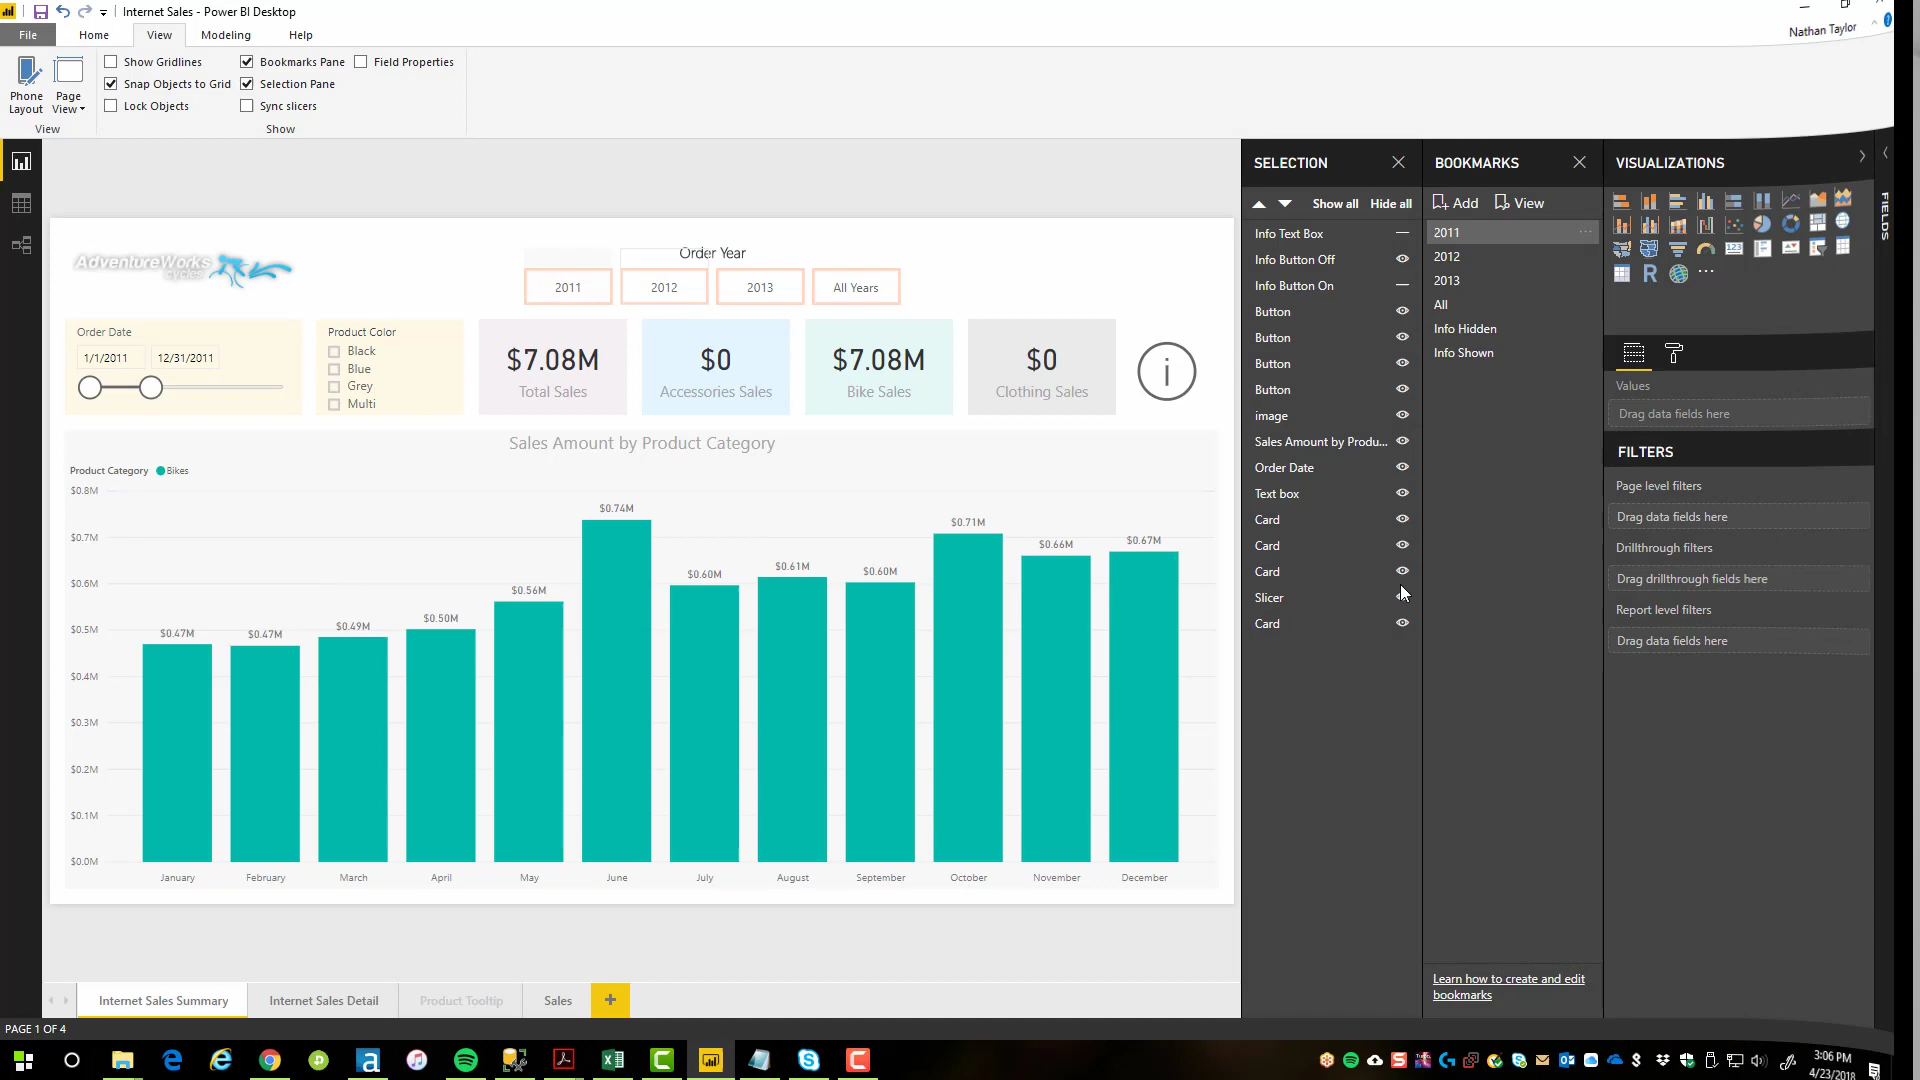 Internet Sales - Power BI Desktop
Nathan Taylor
File
Home
View
Modeling
Help
Phone Layout
Page View
View
Show Gridlines
Snap Objects to Grid
Lock Objects
Bookmarks Pane
Selection Pane
Sync slicers
Field Properties
Show
AdventureWorks
cycles
Order Year
2011
2012
2013
All Years
Order Date
1/1/2011
12/31/2011
Product Color
Black
Blue
Grey
Multi
$7.08M
Total Sales
$0
Accessories Sales
$7.08M
Bike Sales
$0
Clothing Sales
i
Sales Amount by Product Category
Product Category
Bikes
$0.8M
$0.7M
$0.6M
$0.5M
$0.4M
$0.3M
$0.2M
$0.1M
$0.0M
$0.47M
$0.47M
$0.49M
$0.50M
$0.56M
$0.74M
$0.60M
$0.61M
$0.60M
$0.71M
$0.66M
$0.67M
January
February
March
April
May
June
July
August
September
October
November
December
SELECTION
Show all
Hide all
Info Text Box
Info Button Off
Info Button On
Button
Button
Button
Button
image
Sales Amount by Produ...
Order Date
Text box
Card
Card
Card
Slicer
Card
BOOKMARKS
Add
View
2011
2012
2013
All
Info Hidden
Info Shown
Learn how to create and edit
bookmarks
VISUALIZATIONS
R
Values
Drag data fields here
FILTERS
Page level filters
Drag data fields here
Drillthrough filters
Drag drillthrough fields here
Report level filters
Drag data fields here
FIELDS
Internet Sales Summary
Internet Sales Detail
Product Tooltip
Sales
PAGE 1 OF 4
3:06 PM
4/23/2018